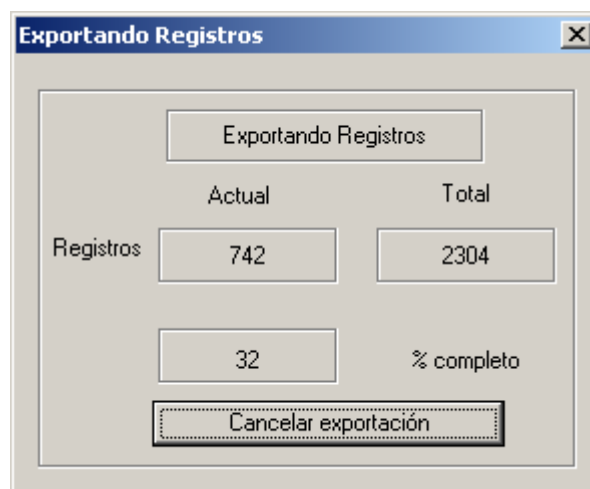 Exportando Registros
Exportando Registros
Actual Total
Registros 742 2304
32 % completo
Cancelar exportación